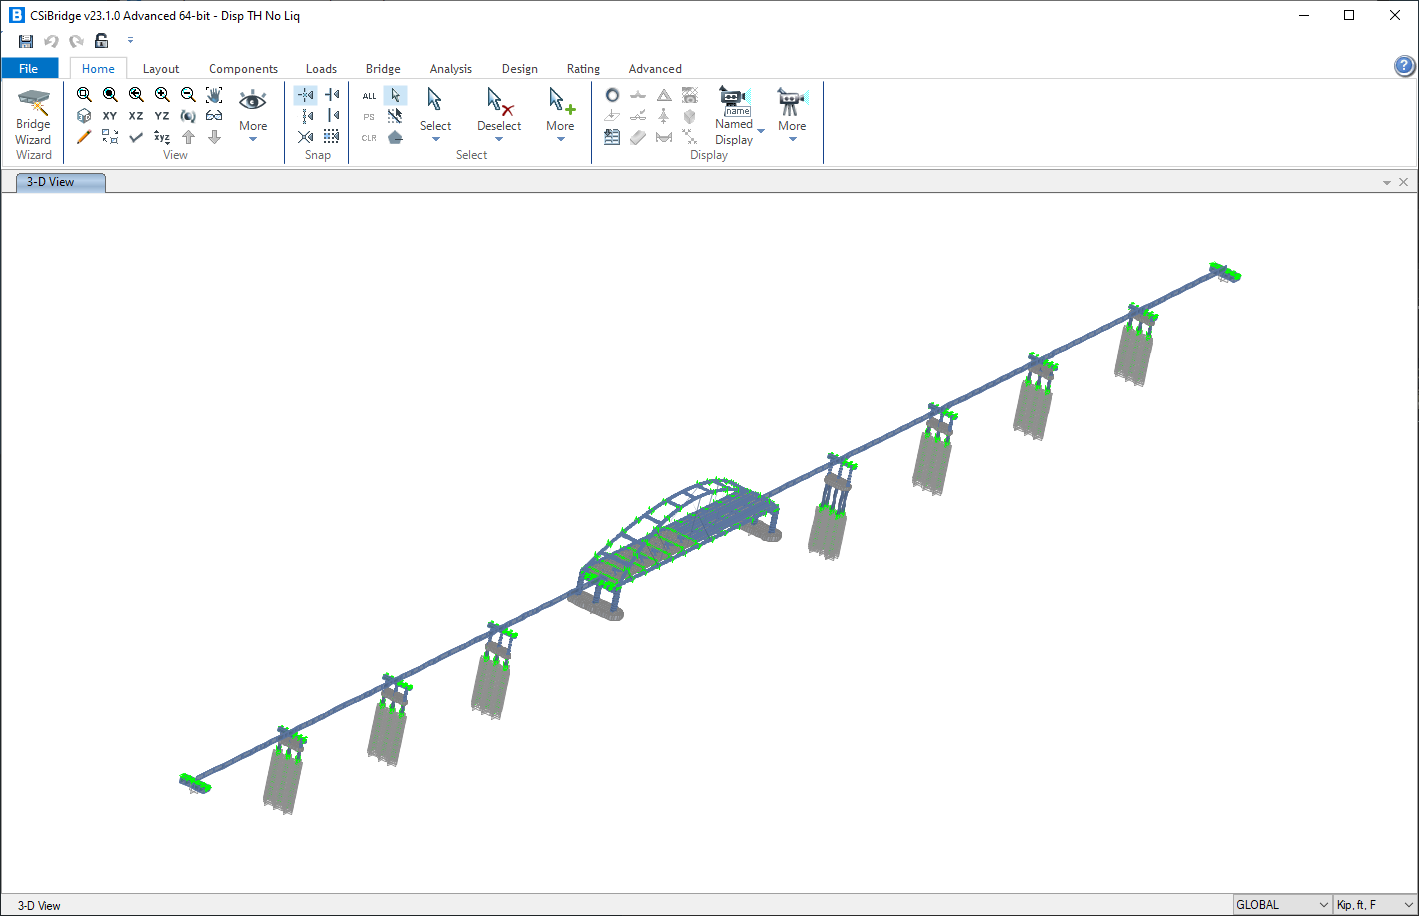 B CSiBridge v23.1.0 Advanced 64-bit - Disp TH No Liq
File Home Layout Components Loads Bridge Analysis Design Rating Advanced ?
Bridge
Wizard
Wizard
3d XY XZ YZ
xyz
More
View
Snap
ALL
PS
CLR
Select Deselect More
Select
name
Named
Display
More
Display
3-D View
3-D View GLOBAL Kip, ft, F